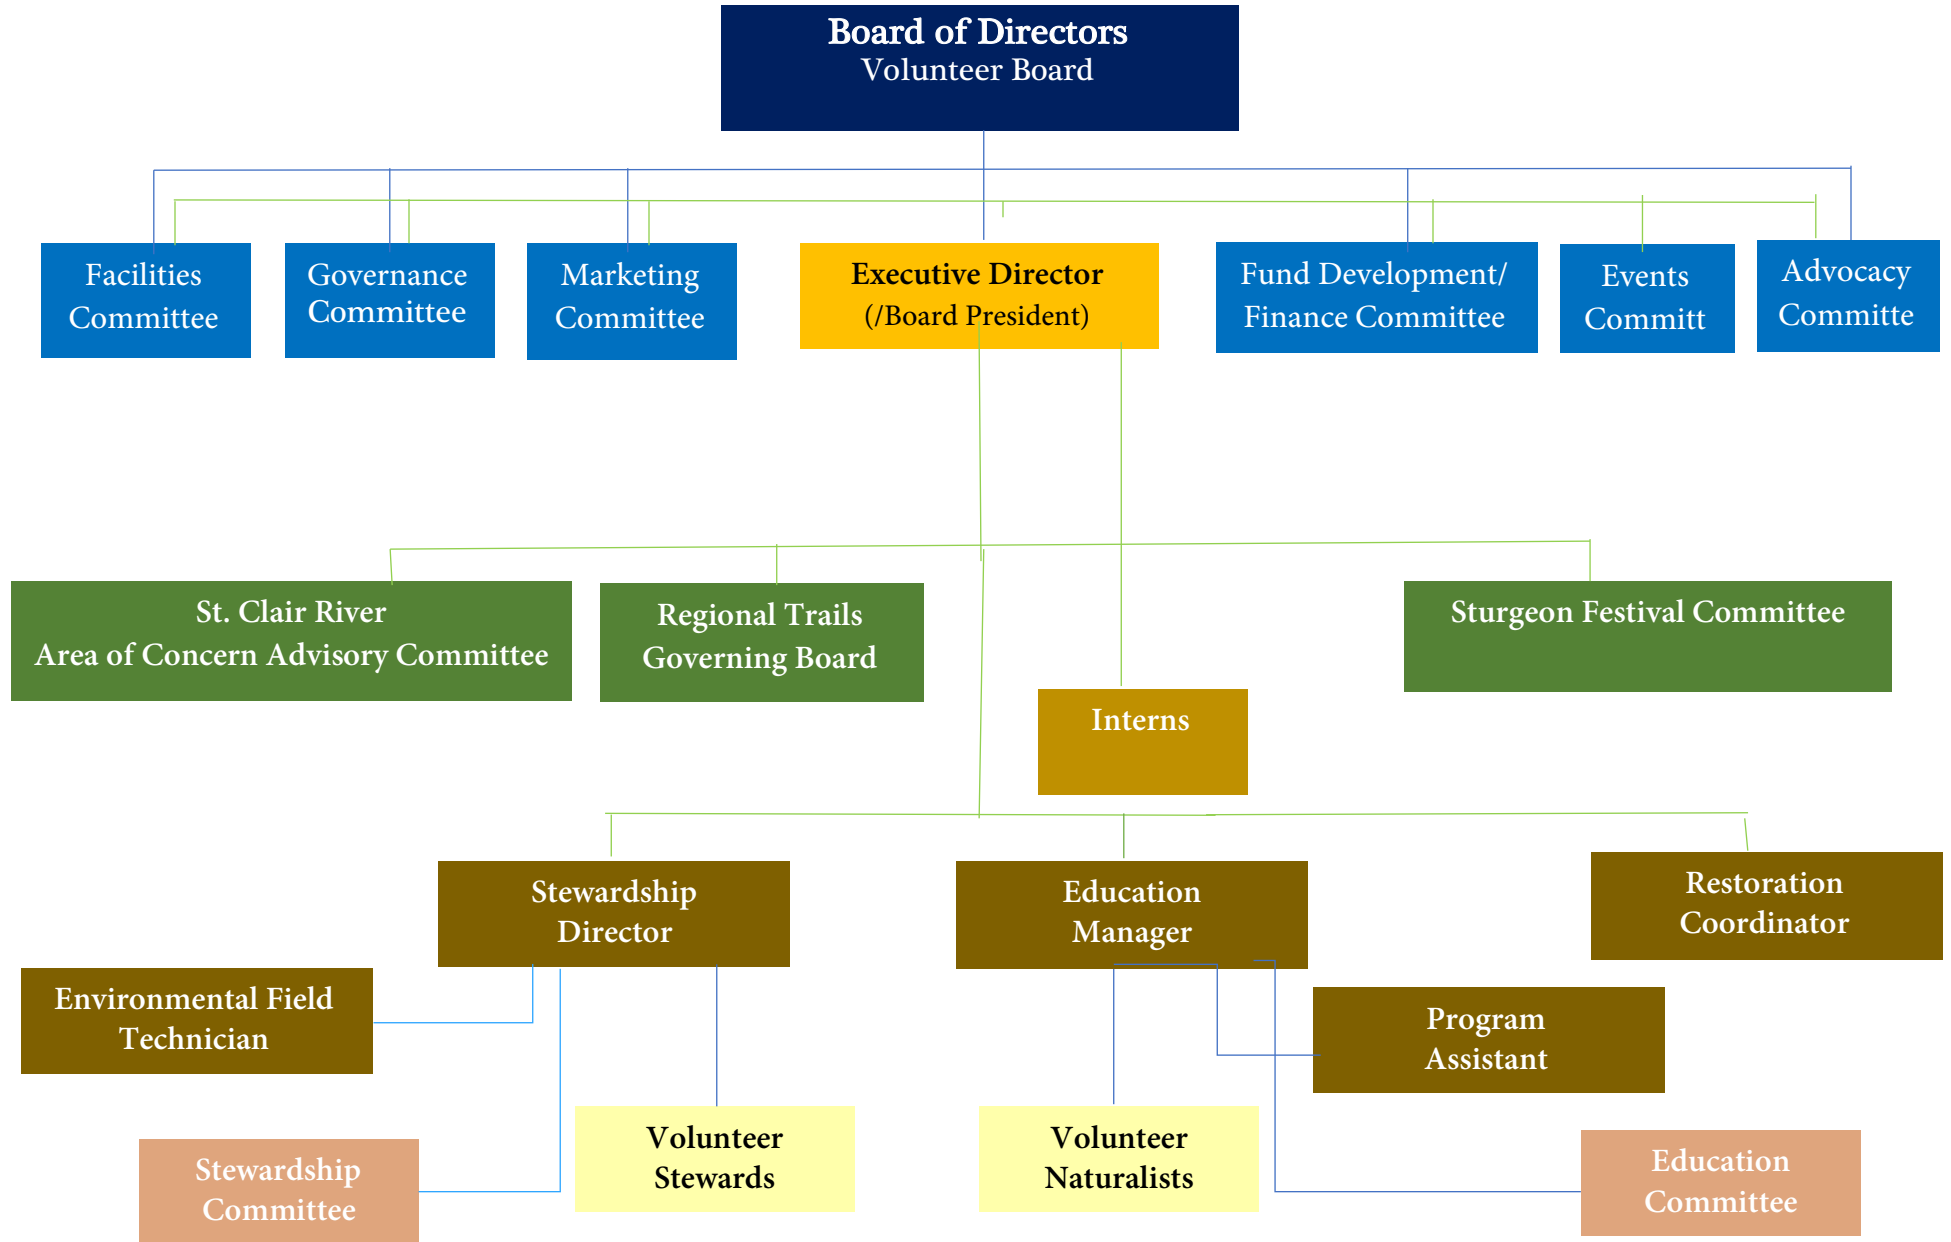 Board of Directors
Volunteer Board
Facilities
Committee
Governance
Committee
Marketing
Committee
Executive Director
(/Board President)
Fund Development/
Finance Committee
Events
Committ
Advocacy
Committe
St. Clair River
Area of Concern Advisory Committee
Regional Trails
Governing Board
Sturgeon Festival Committee
Interns
Stewardship
Director
Education
Manager
Restoration
Coordinator
Environmental Field
Technician
Program
Assistant
Stewardship
Committee
Volunteer
Stewards
Volunteer
Naturalists
Education
Committee